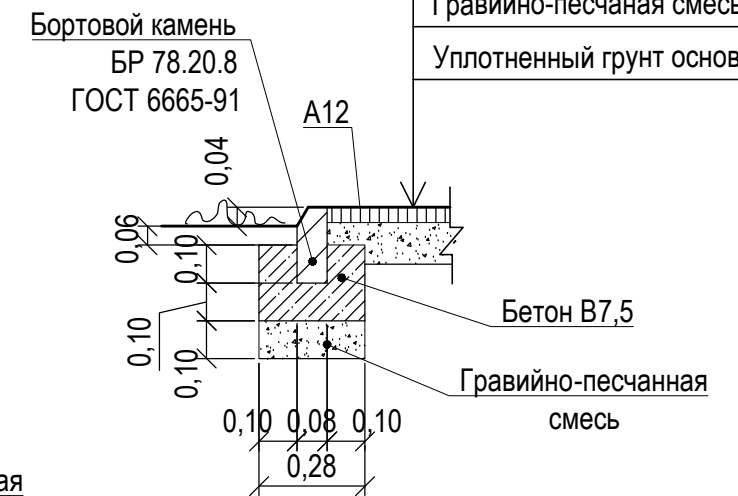 Гравийно-песчаная смесь
Уплотненный грунт основ
Бортовой камень
БР 78.20.8
ГОСТ 6665-91
А12
0,04
0,06
0,10
0,10
0,10
Бетон В7,5
Гравийно-песчанная
смесь
0,10 0,08 0,10
0,28
ая